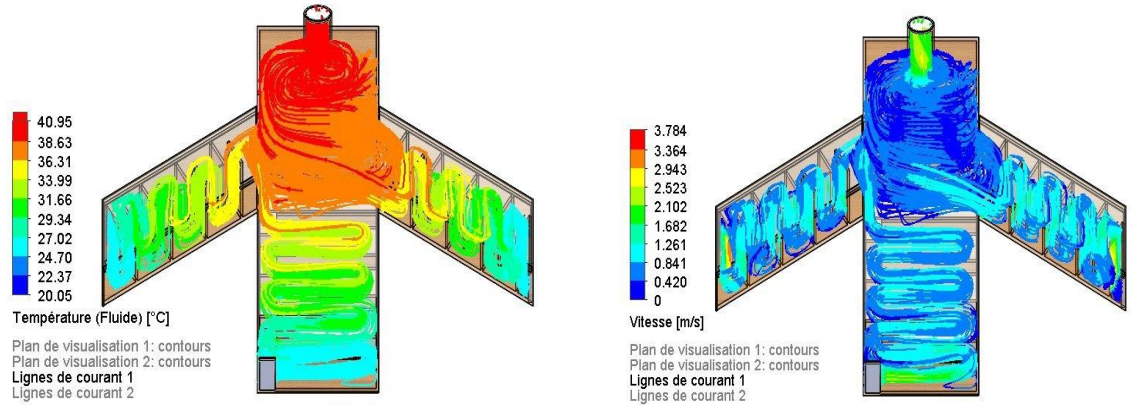 40.95
38.63
36.31
33.99
31.66
29.34
27.02
24.70
22.37
20.05
Température (Fluide) [°C]
Plan de visualisation 1: contours
Plan de visualisation 2: contours
Lignes de courant 1
Lignes de courant 2
3.784
3.364
2.943
2.523
2.102
1.682
1.261
0.841
0.420
0
Vitesse [m/s]
Plan de visualisation 1: contours
Plan de visualisation 2: contours
Lignes de courant 1
Lignes de courant 2